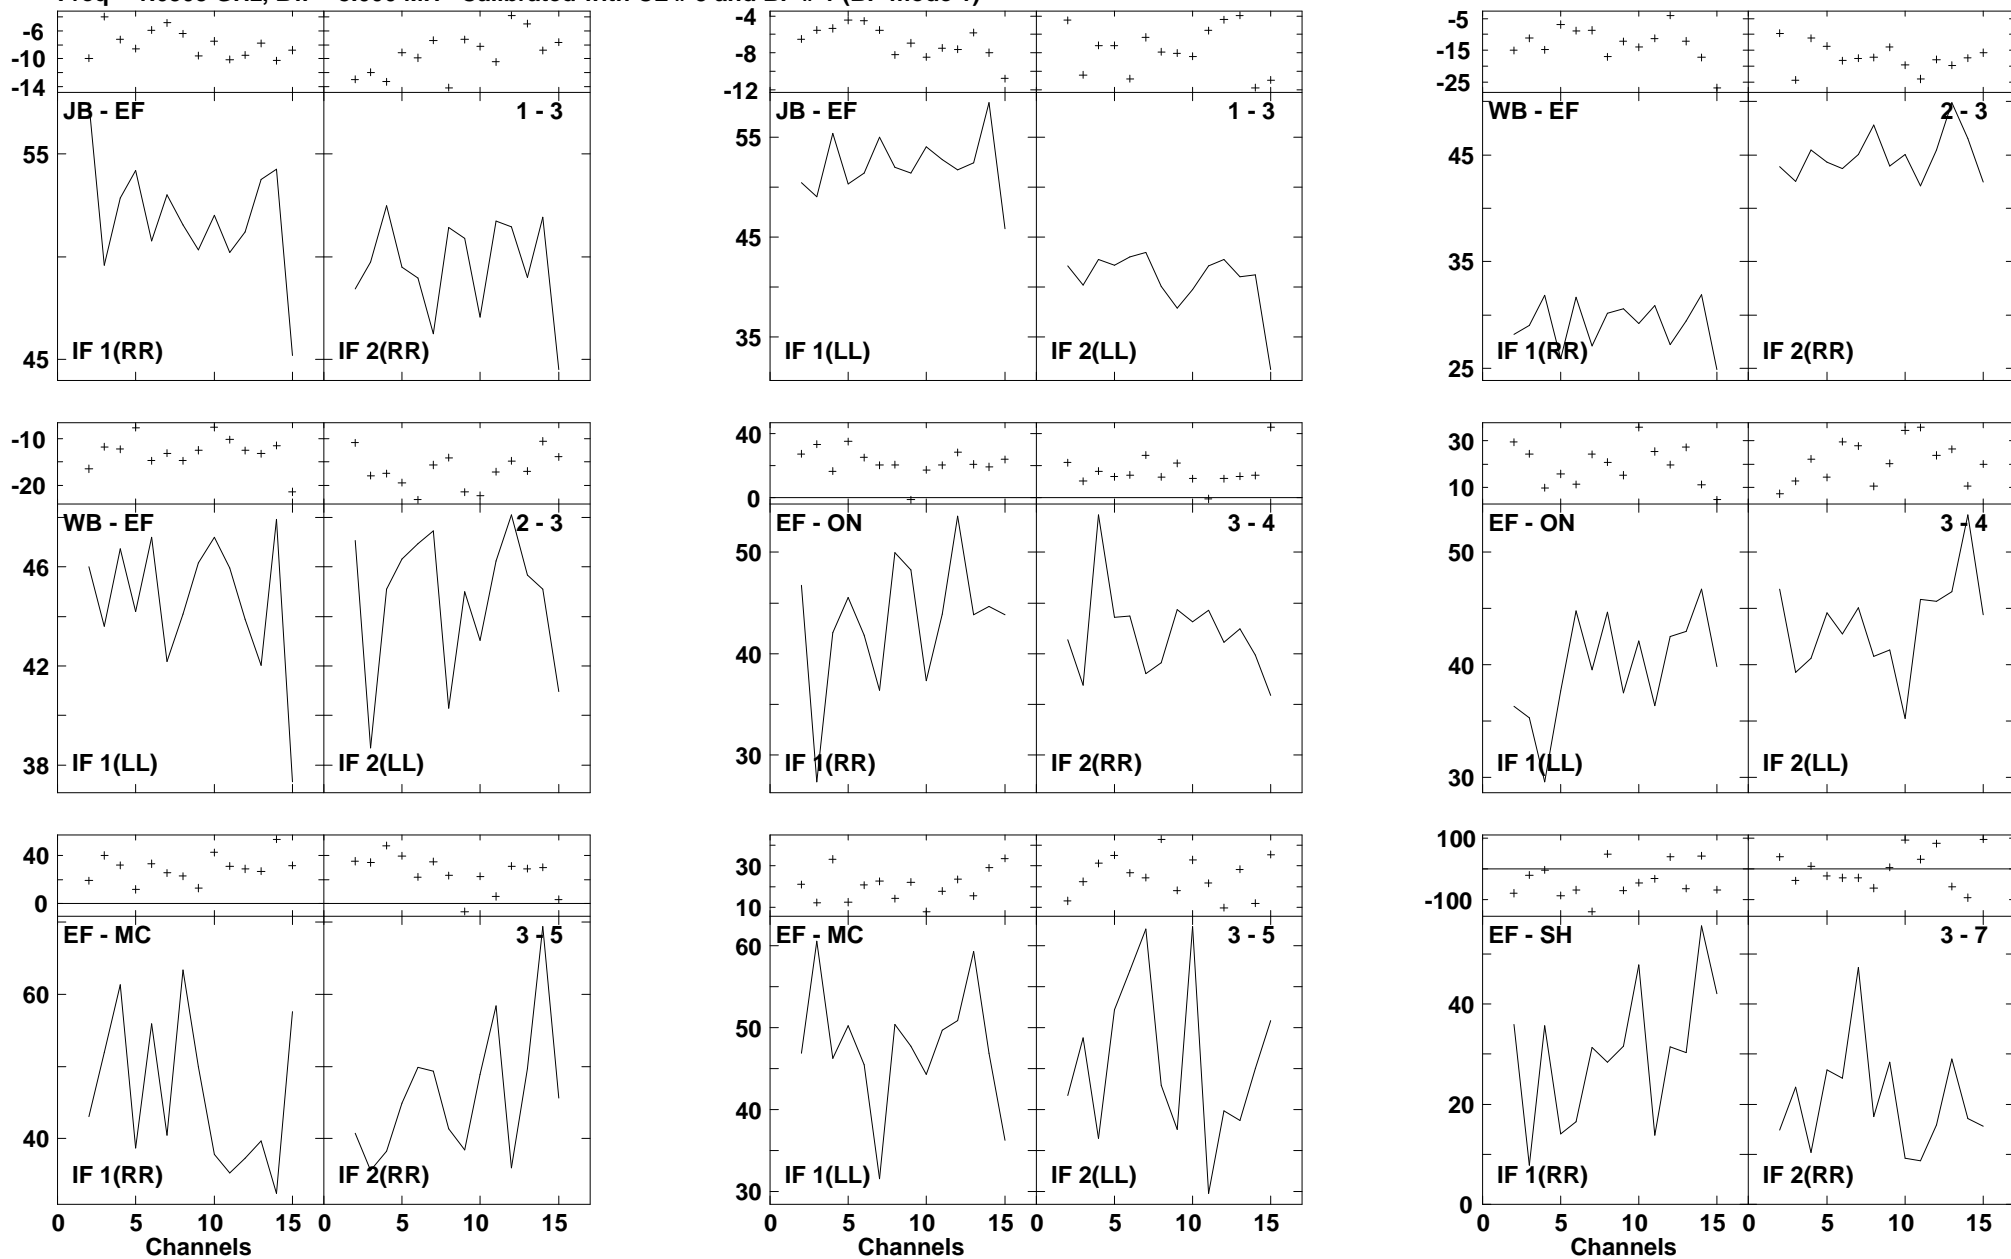 -6 -10 -14
JB - EF 1 - 3
55
45
IF 1(RR) IF 2(RR)
-4 -8 -12
JB - EF 1 - 3
55
45
35
IF 1(LL) IF 2(LL)
-5 -15 -25
WB - EF 2 - 3
45
35
25
IF 1(RR) IF 2(RR)
-10 -20
WB - EF 2 - 3
46
42
38
IF 1(LL) IF 2(LL)
40 0
EF - ON 3 - 4
50
40
30
IF 1(RR) IF 2(RR)
30 10
EF - ON 3 - 4
50
40
30
IF 1(LL) IF 2(LL)
40 0
EF - MC 3 - 5
60
40
IF 1(RR) IF 2(RR)
0 5 10 15 0 5 10 15
Channels
30 10
EF - MC 3 - 5
60
50
40
30
IF 1(LL) IF 2(LL)
0 5 10 15 0 5 10 15
Channels
100 -100
EF - SH 3 - 7
40
20
0
IF 1(RR) IF 2(RR)
0 5 10 15 0 5 10 15
Channels